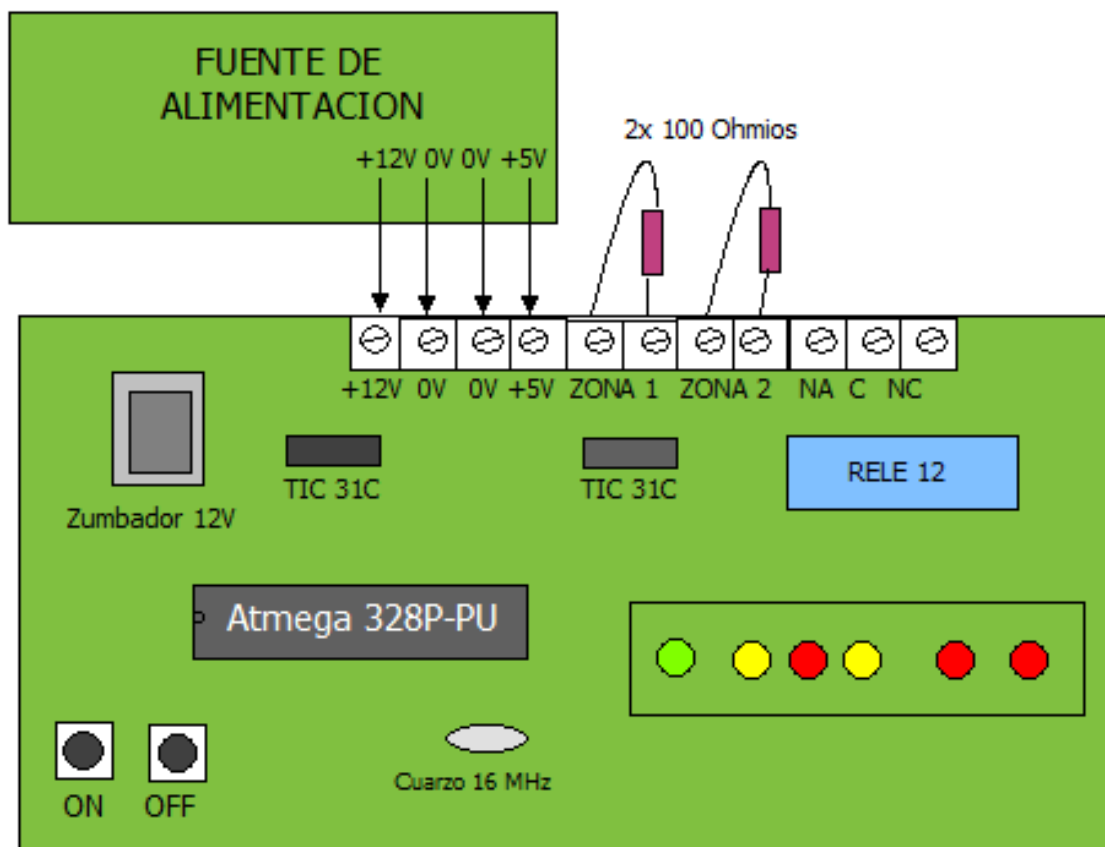 FUENTE DE
ALIMENTACION
+12V 0V 0V +5V
2x 100 Ohmios
+12V 0V 0V +5V ZONA 1 ZONA 2 NA C NC
TIC 31C
TIC 31C
RELE 12
Zumbador 12V
Atmega 328P-PU
Cuarzo 16 MHz
ON OFF